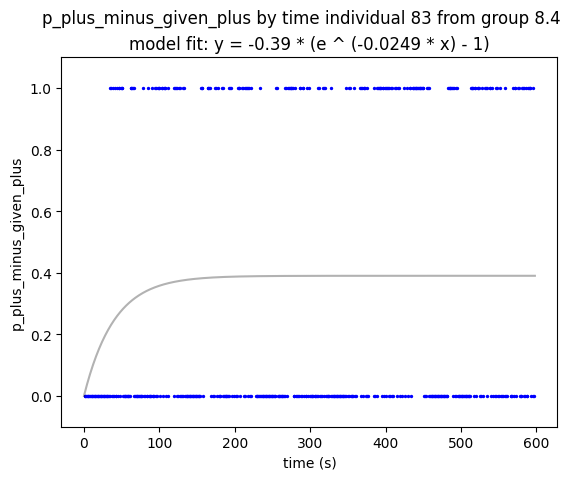 p_plus_minus_given_plus by time individual 83 from group 8.4
model fit: y = -0.39 * (e ^ (-0.0249 * x) - 1)
1.0
0.8
0.6
0.4
0.2
0.0
p_plus_minus_given_plus
0 100 200 300 400 500 600
time (s)